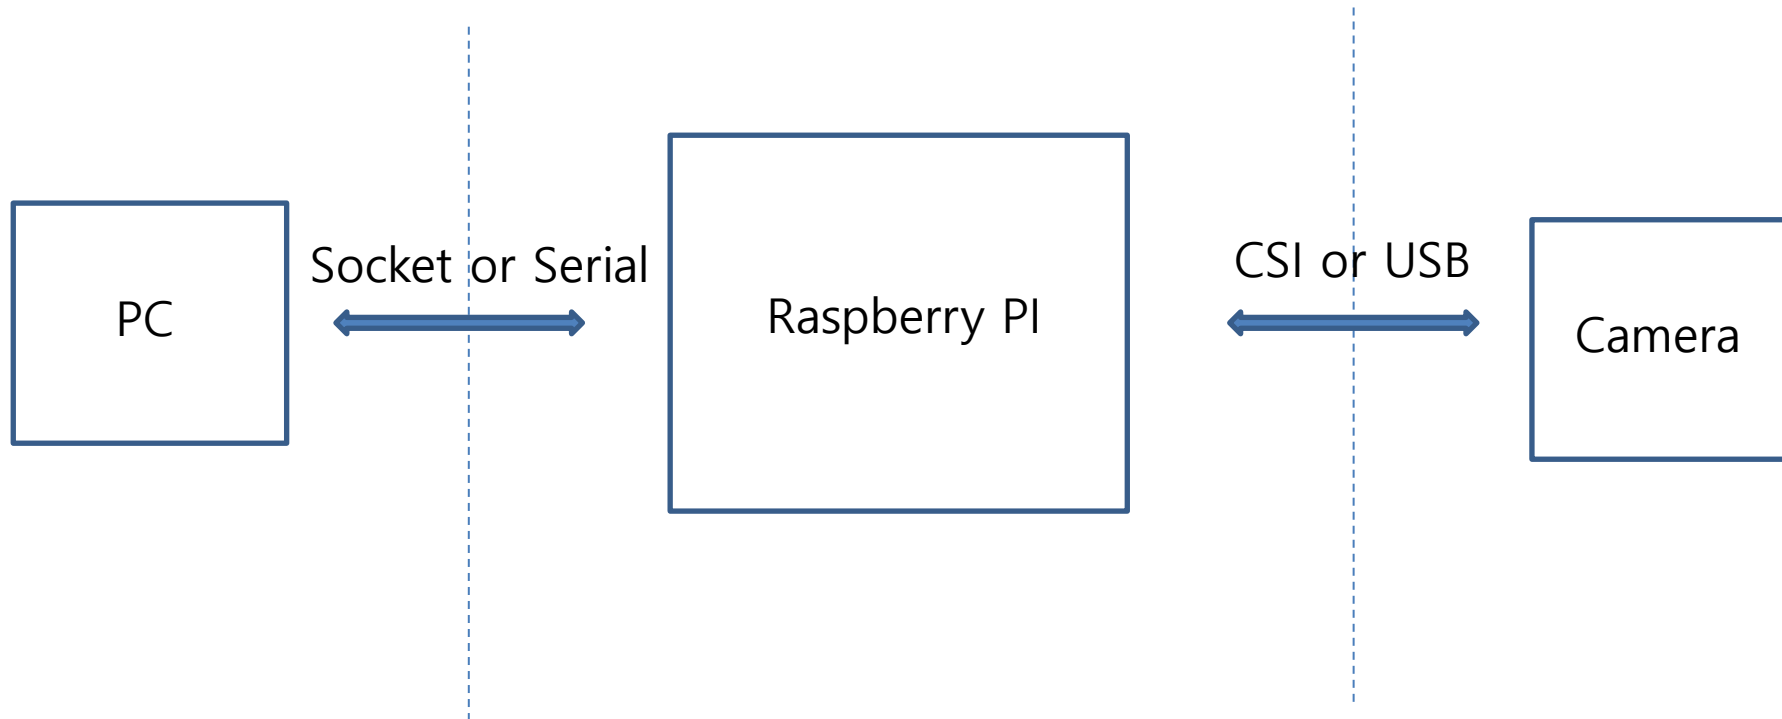 PC
Socket or Serial
Raspberry PI
CSI or USB
Camera